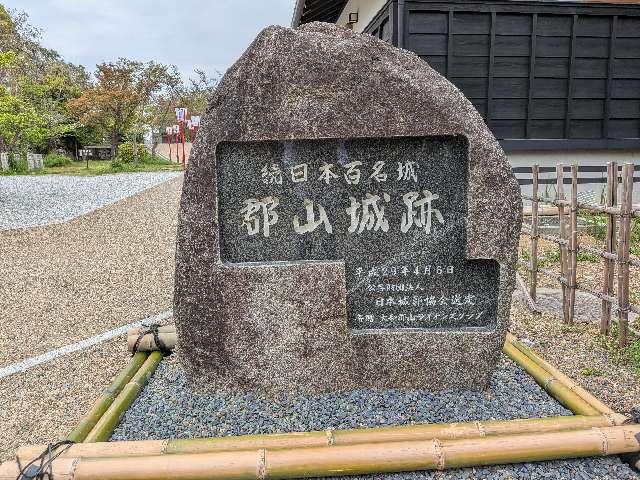 続日本百名城
郡山城跡
平成29年4月6日
公益財団法人
日本城郭協会選定
寄贈 大和郡山ライオンズクラブ